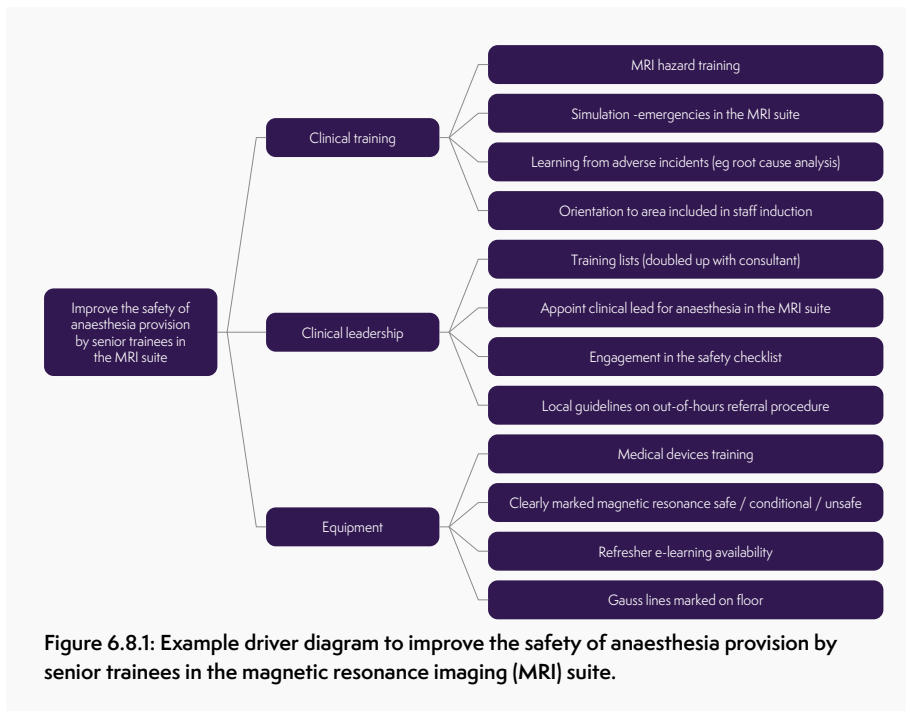 Improve the safety of
anaesthesia provision
by senior trainees in
the MRI suite
Clinical training
MRI hazard training
Simulation -emergencies in the MRI suite
Learning from adverse incidents (eg root cause analysis)
Orientation to area included in staff induction
Clinical leadership
Training lists (doubled up with consultant)
Appoint clinical lead for anaesthesia in the MRI suite
Engagement in the safety checklist
Local guidelines on out-of-hours referral procedure
Equipment
Medical devices training
Clearly marked magnetic resonance safe / conditional / unsafe
Refresher e-learning availability
Gauss lines marked on floor
Figure 6.8.1: Example driver diagram to improve the safety of anaesthesia provision by
senior trainees in the magnetic resonance imaging (MRI) suite.